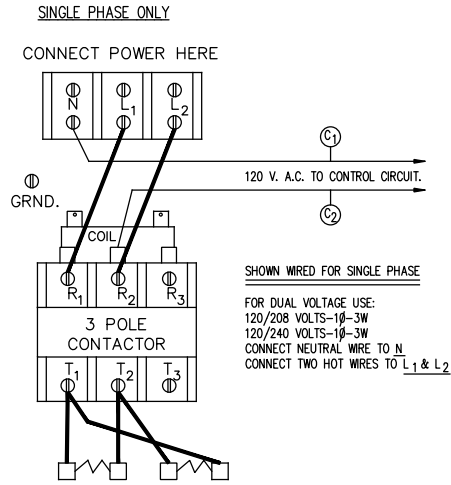 SINGLE PHASE ONLY
CONNECT POWER HERE
N L1 L2
C1
120 V. A.C. TO CONTROL CIRCUIT.
C2
GRND.
COIL
R1 R2 R3
3 POLE
CONTACTOR
T1 T2 T3
SHOWN WIRED FOR SINGLE PHASE
FOR DUAL VOLTAGE USE:
120/208 VOLTS-1Ø-3W
120/240 VOLTS-1Ø-3W
CONNECT NEUTRAL WIRE TO N
CONNECT TWO HOT WIRES TO L1 & L2